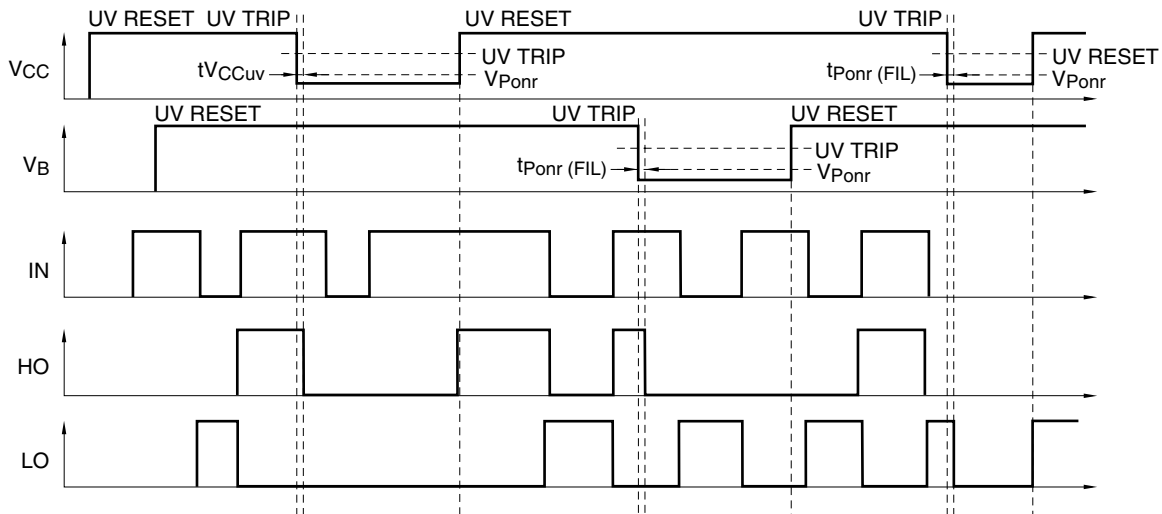 UV RESET UV TRIP UV RESET UV TRIP
VCC
tVCCuv
UV TRIP
VPonr
tPonr (FIL)
UV RESET
VPonr
UV RESET UV TRIP UV RESET
VB
tPonr (FIL)
UV TRIP
VPonr
IN
HO
LO